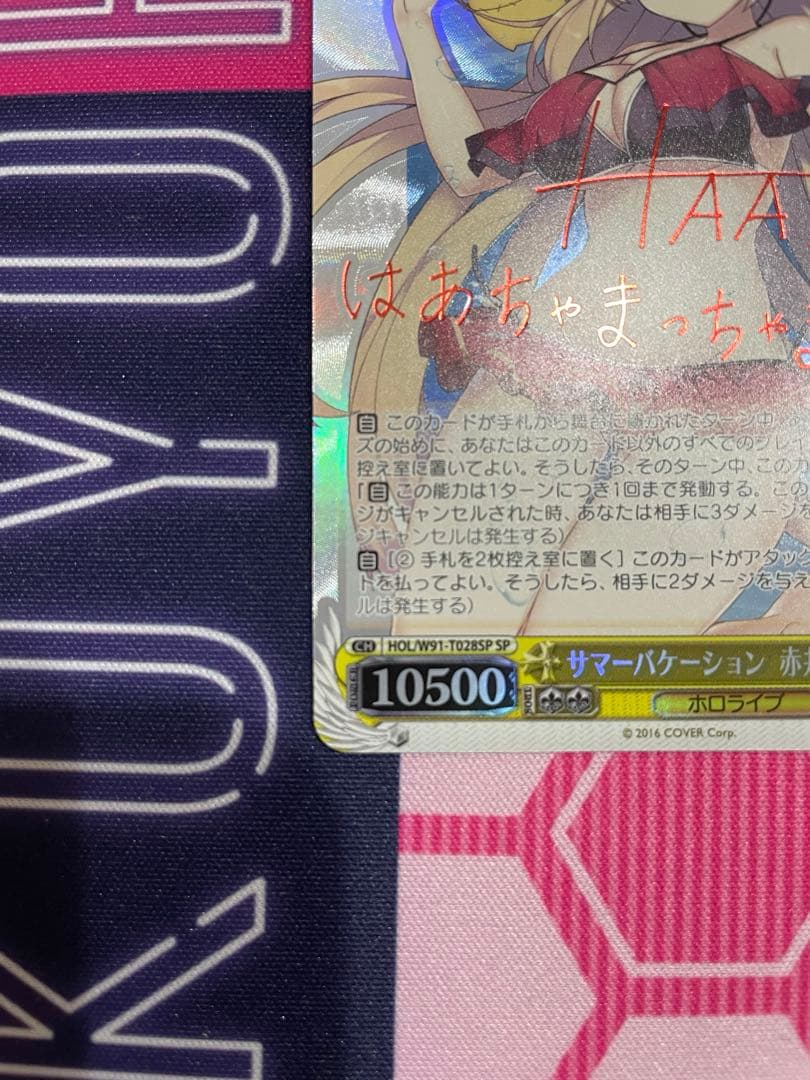 HAA
はあちゃまっちゃ。
このカードが手札から舞台に置かれたターン中、
ズの始めに、あなたはこのカード以外のすべてのプレイ
控え室に置いてよい。そうしたら、そのターン中、このカ
「この能力は1ターンにつき1回まで発動する。この
ジがキャンセルされた時、あなたは相手に3ダメージを
ジキャンセルは発生する)
[② 手札を2枚控え室に置く] このカードがアタック
トを払ってよい。そうしたら、相手に2ダメージを与え
ルは発生する)
CH HOL/W91-T028SP SP
サマーバケーション 赤
POWER 10500
ホロライブ
© 2016 COVER Corp.
KUYO